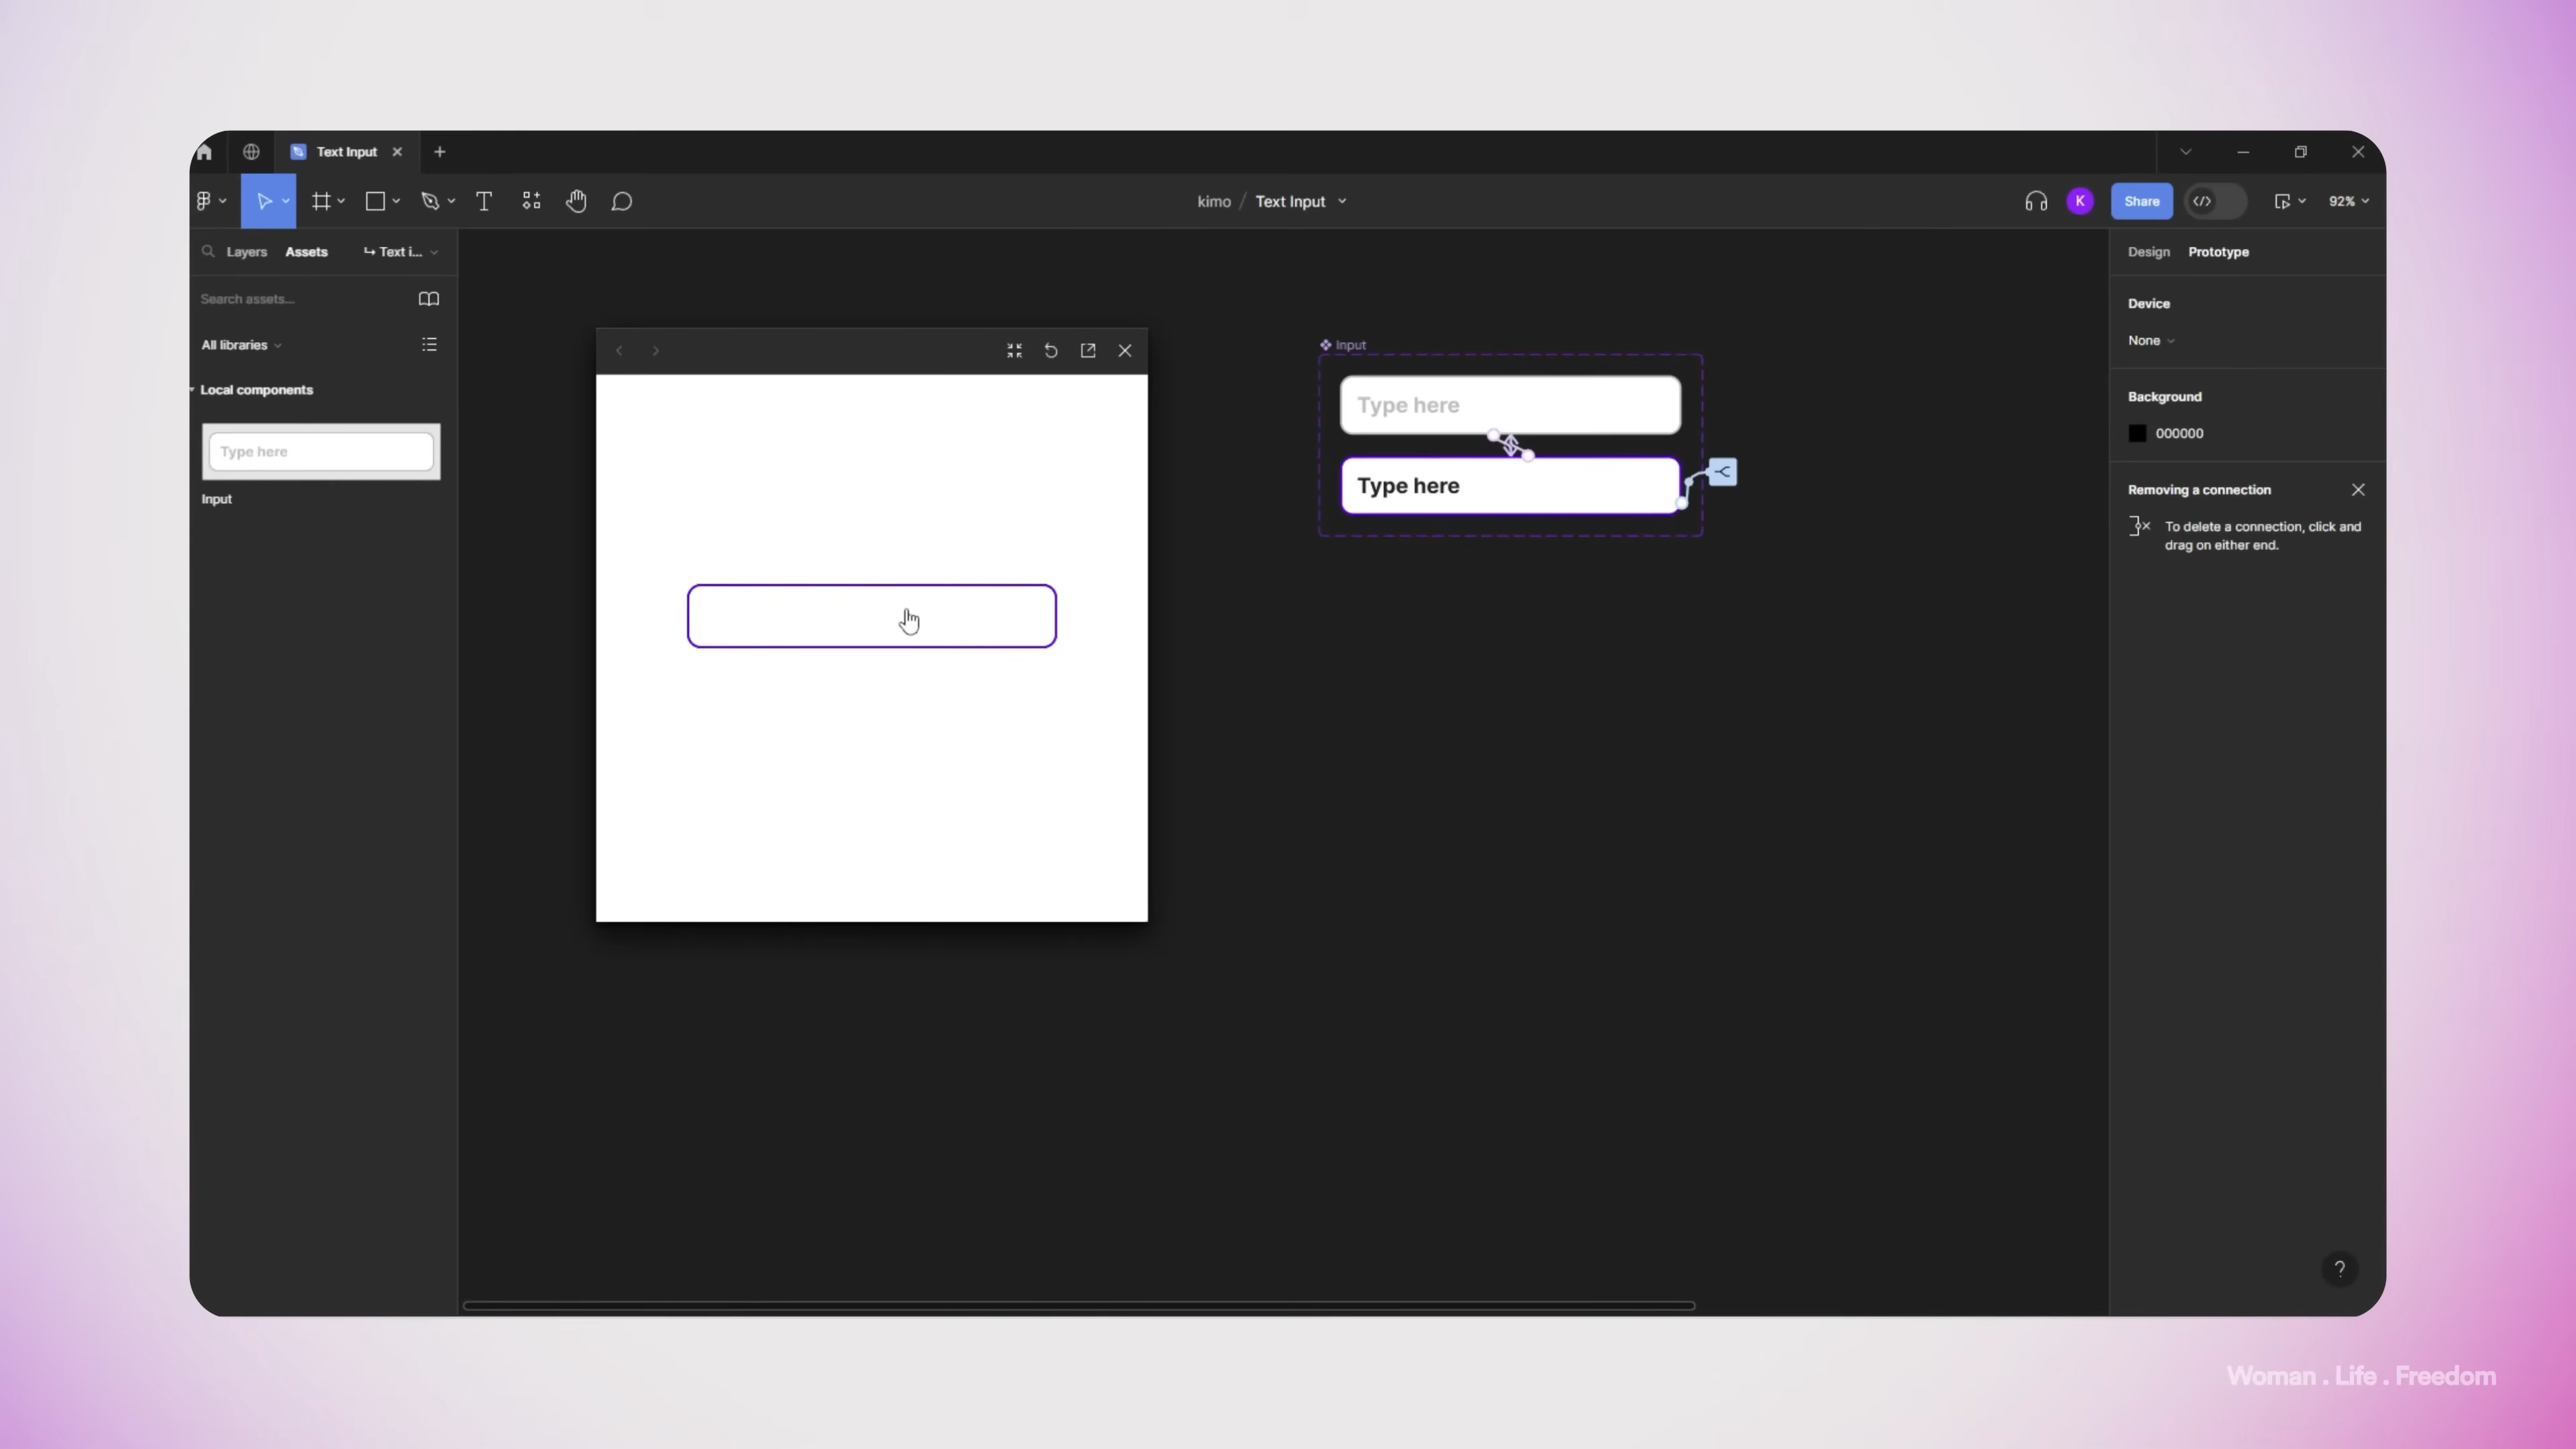 Text Input
kimo / Text Input
K
Share
92%
Layers
Assets
Text i...
Design
Prototype
Search assets...
All libraries
Local components
Type here
Input
Input
Type here
Type here
Device
None
Background
000000
Removing a connection
To delete a connection, click and
drag on either end.
?
Woman . Life . Freedom